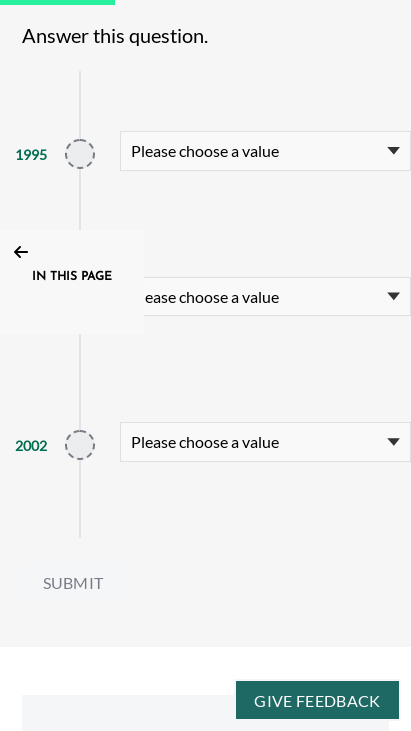 Answer this question.
1995
Please choose a value
IN THIS PAGE
ease choose a value
2002
Please choose a value
SUBMIT
GIVE FEEDBACK